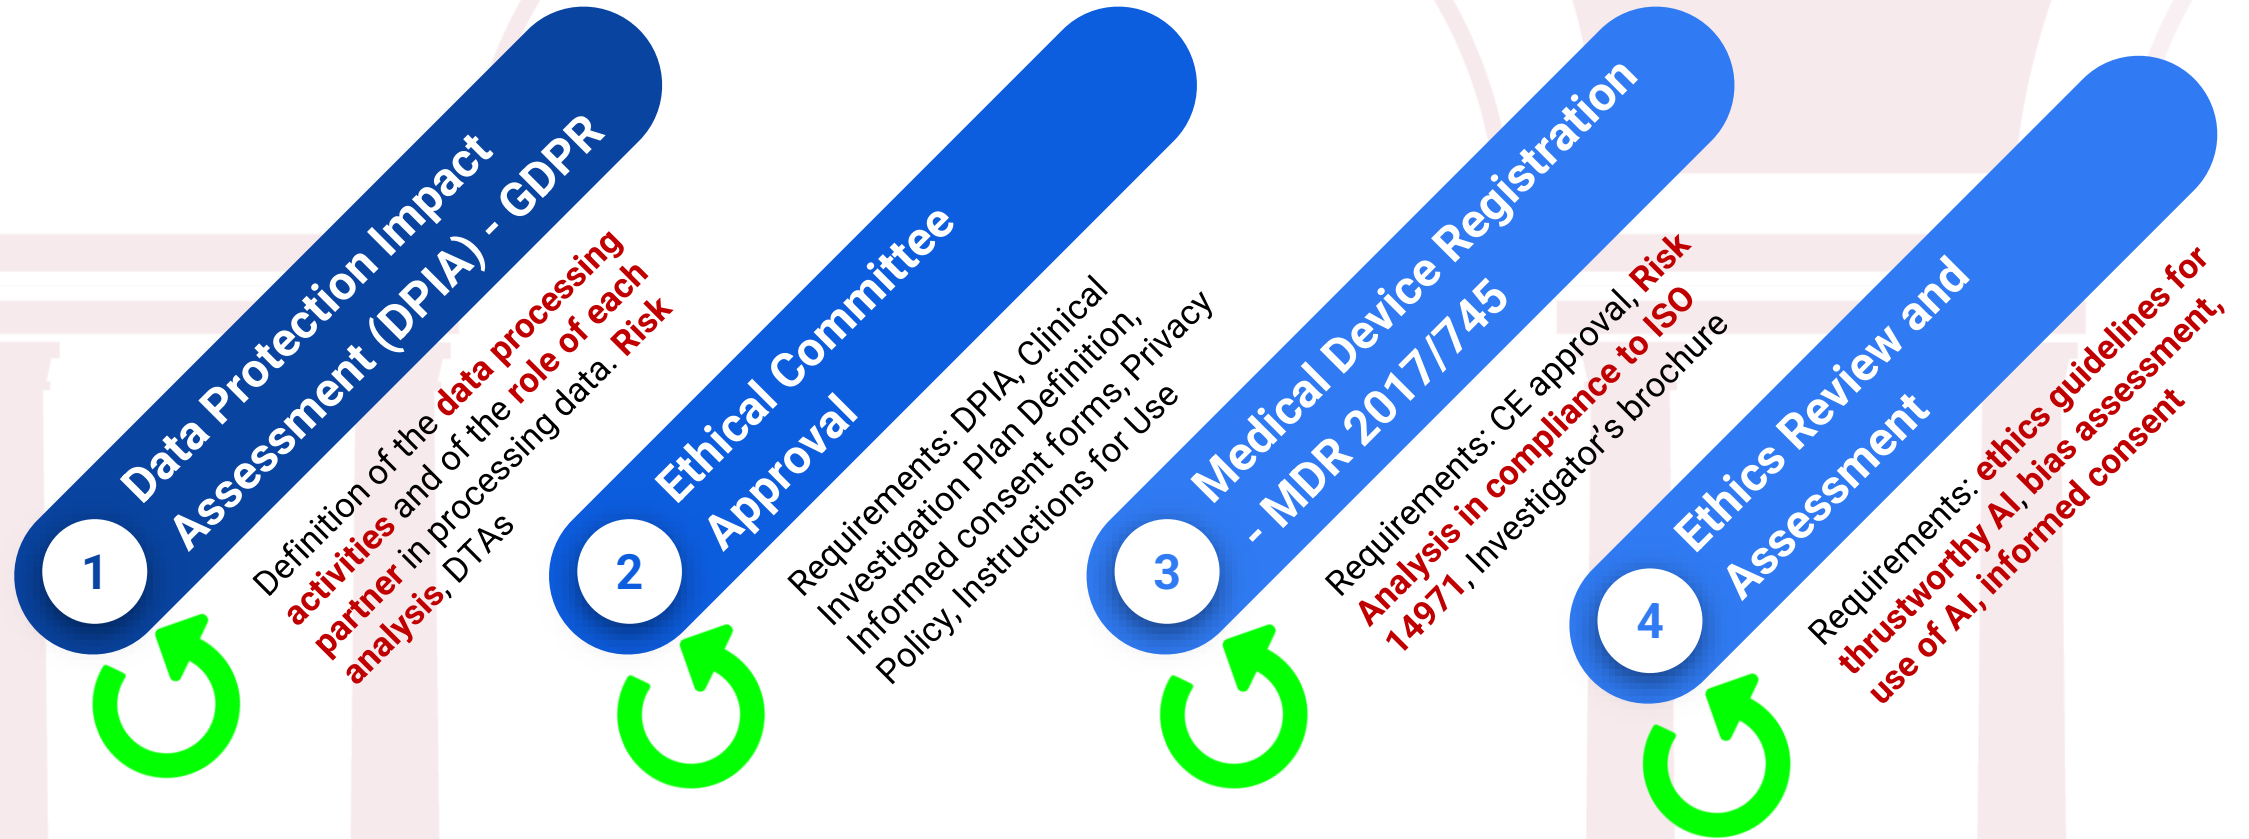 1
Data Protection Impact
Assessment (DPIA) - GDPR
Definition of the data processing
activities and of the role of each
partner in processing data. Risk
analysis, DTAs
2
Ethical Committee
Approval
Requirements: DPIA, Clinical
Investigation Plan Definition,
Informed consent forms, Privacy
Policy, Instructions for Use
3
Medical Device Registration
- MDR 2017/745
Requirements: CE approval, Risk
Analysis in compliance to ISO
14971, Investigator's brochure
4
Ethics Review and
Assessment
Requirements: ethics guidelines for
thrustworthy AI, bias assessment,
use of AI, informed consent